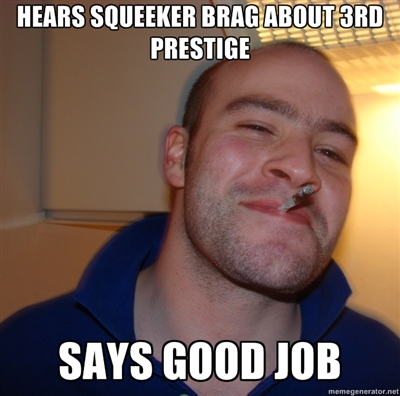 HEARS SQUEEKER BRAG ABOUT 3RD
PRESTIGE
SAYS GOOD JOB
memegenerator.net